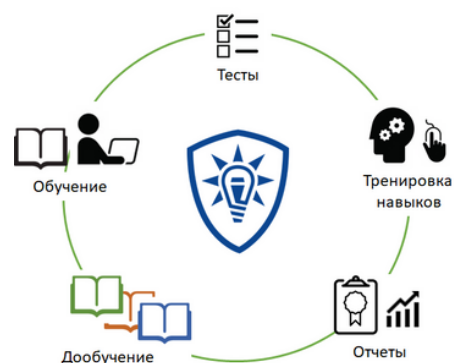 Тесты
Обучение
Тренировка
навыков
Дообучение
Отчеты